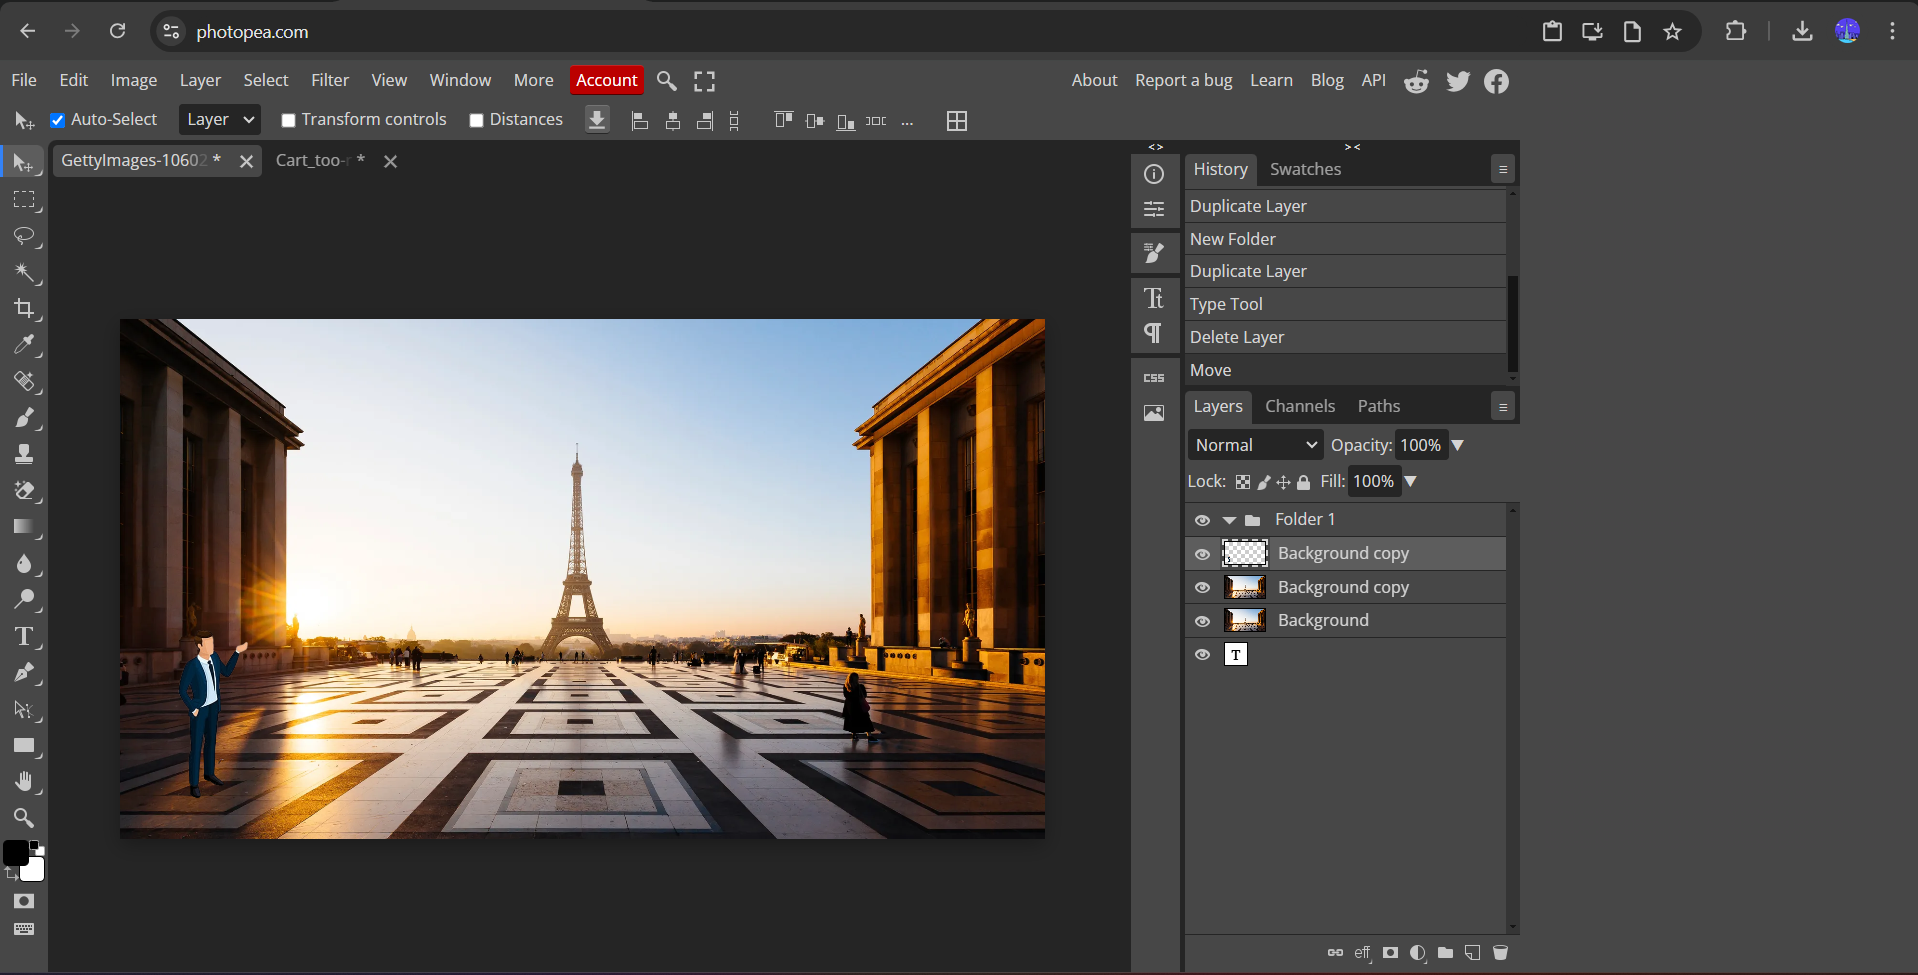 photopea.com
File Edit Image Layer Select Filter View Window More Account About Report a bug Learn Blog API
Auto-Select Layer Transform controls Distances ...
GettyImages-10602 * Cart_too-r * <> ><
History Swatches
Duplicate Layer
New Folder
Duplicate Layer
Type Tool
Delete Layer
Move
Tt
¶
CSS
Layers Channels Paths
Normal Opacity: 100%
Lock: Fill: 100%
Folder 1
Background copy
Background copy
Background
T
T
eff